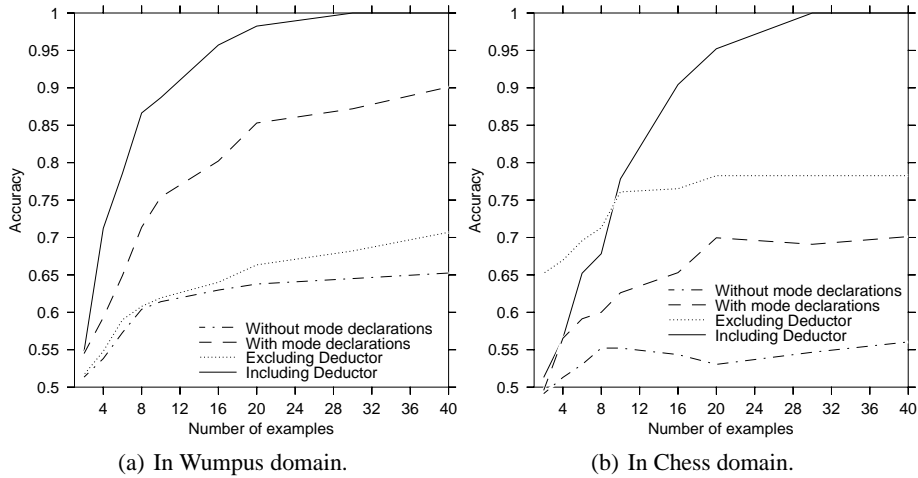 1
0.95
0.9
0.85
0.8
0.75
0.7
0.65
0.6
0.55
0.5
Accuracy
Without mode declarations
With mode declarations
Excluding Deductor
Including Deductor
4 8 12 16 20 24 28 32 36 40
Number of examples
(a) In Wumpus domain.
1
0.95
0.9
0.85
0.8
0.75
0.7
0.65
0.6
0.55
0.5
Accuracy
Without mode declarations
With mode declarations
Excluding Deductor
Including Deductor
4 8 12 16 20 24 28 32 36 40
Number of examples
(b) In Chess domain.